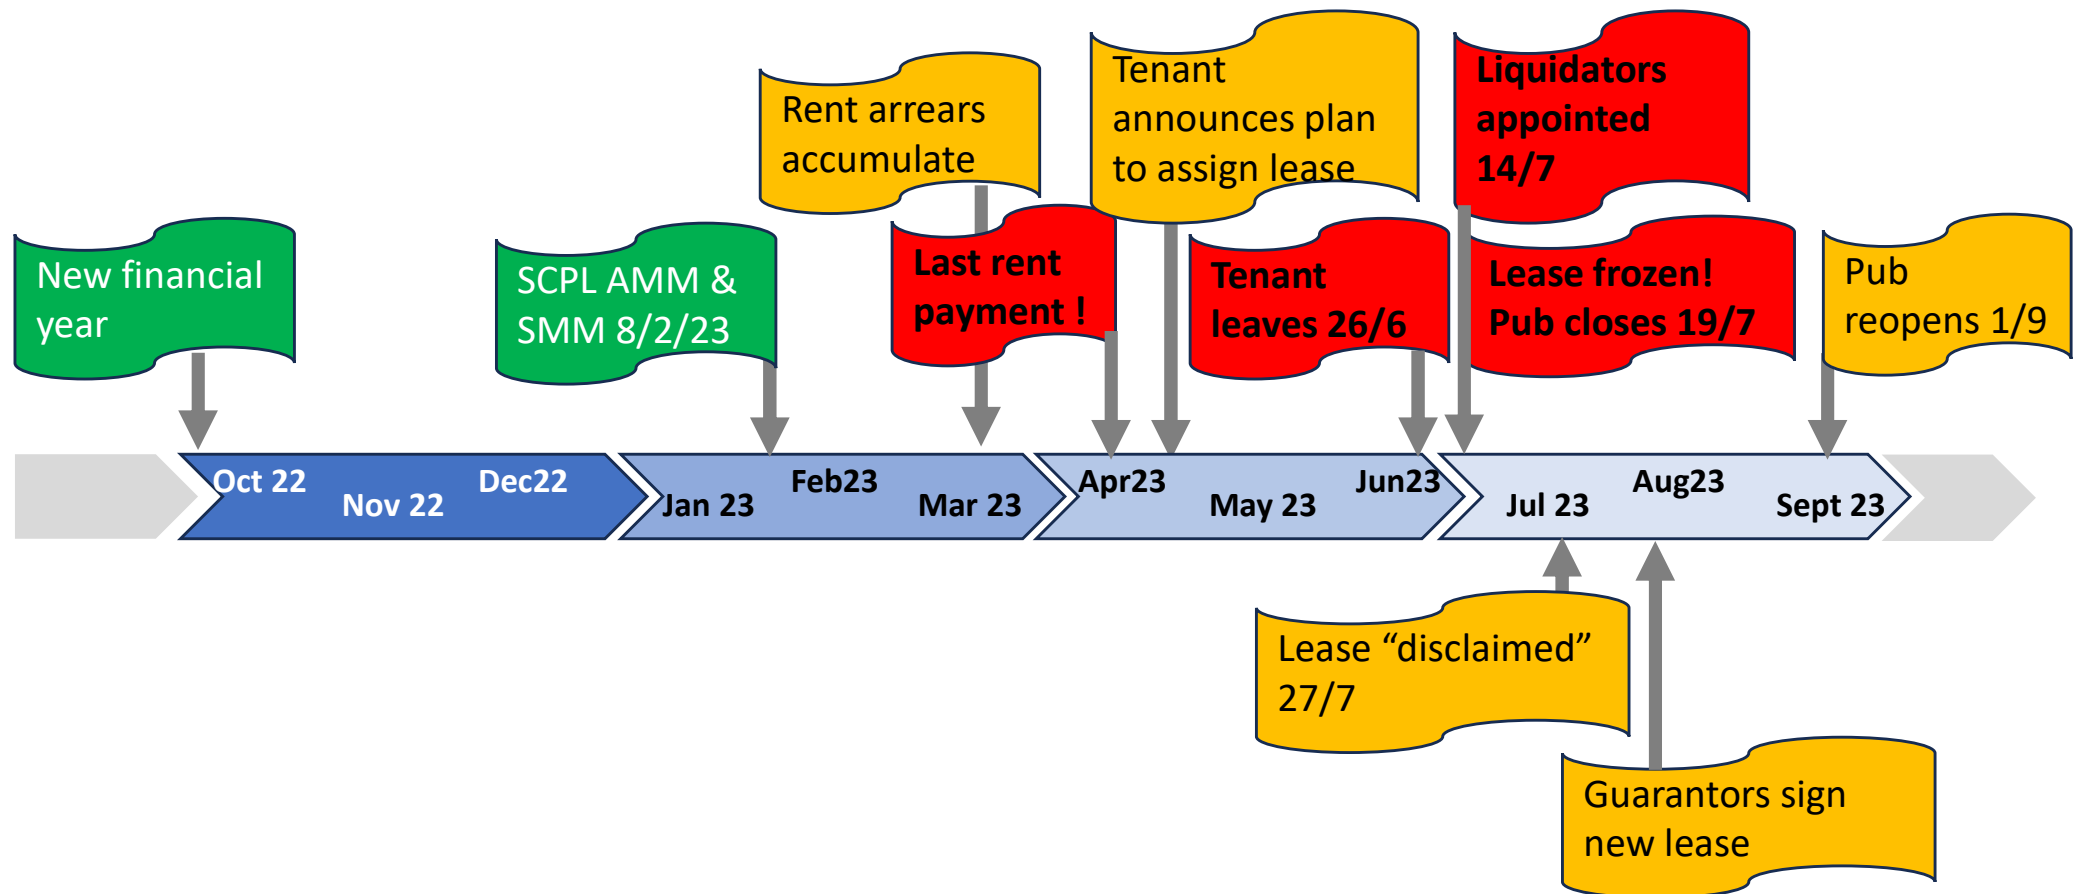 New financial
year
SCPL AMM &
SMM 8/2/23
Rent arrears
accumulate
Last rent
payment !
Tenant
announces plan
to assign lease
Tenant
leaves 26/6
Liquidators
appointed
14/7
Lease frozen!
Pub closes 19/7
Pub
reopens 1/9
Oct 22
Nov 22
Dec22
Jan 23
Feb23
Mar 23
Apr23
May 23
Jun23
Jul 23
Aug23
Sept 23
Lease “disclaimed”
27/7
Guarantors sign
new lease